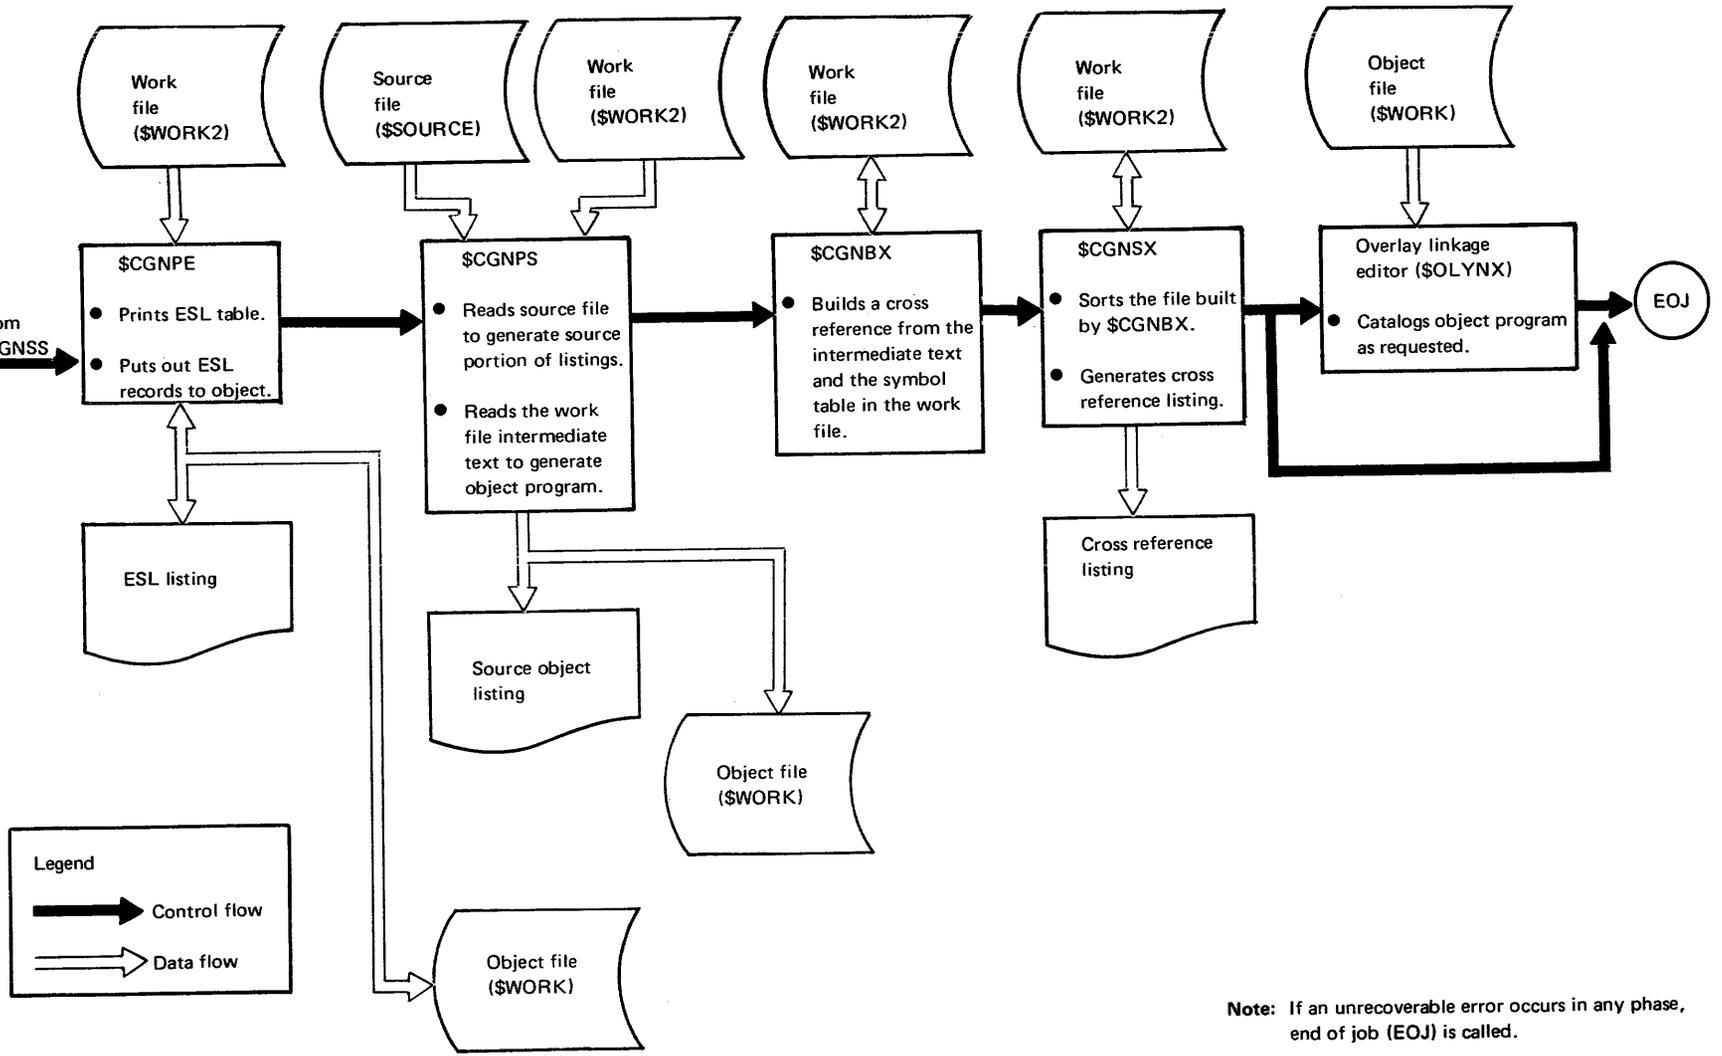 Work
file
($WORK2)
Source
file
($SOURCE)
Work
file
($WORK2)
Work
file
($WORK2)
Work
file
($WORK2)
Object
file
($WORK)
om
GNSS
$CGNPE
● Prints ESL table.
● Puts out ESL
records to object.
$CGNPS
● Reads source file
to generate source
portion of listings.
● Reads the work
file intermediate
text to generate
object program.
$CGNBX
● Builds a cross
reference from the
intermediate text
and the symbol
table in the work
file.
$CGNSX
● Sorts the file built
by $CGNBX.
● Generates cross
reference listing.
Overlay linkage
editor ($OLYNX)
● Catalogs object program
as requested.
EOJ
ESL listing
Source object
listing
Cross reference
listing
Object file
($WORK)
Legend
Control flow
Data flow
Object file
($WORK)
Note: If an unrecoverable error occurs in any phase,
end of job (EOJ) is called.